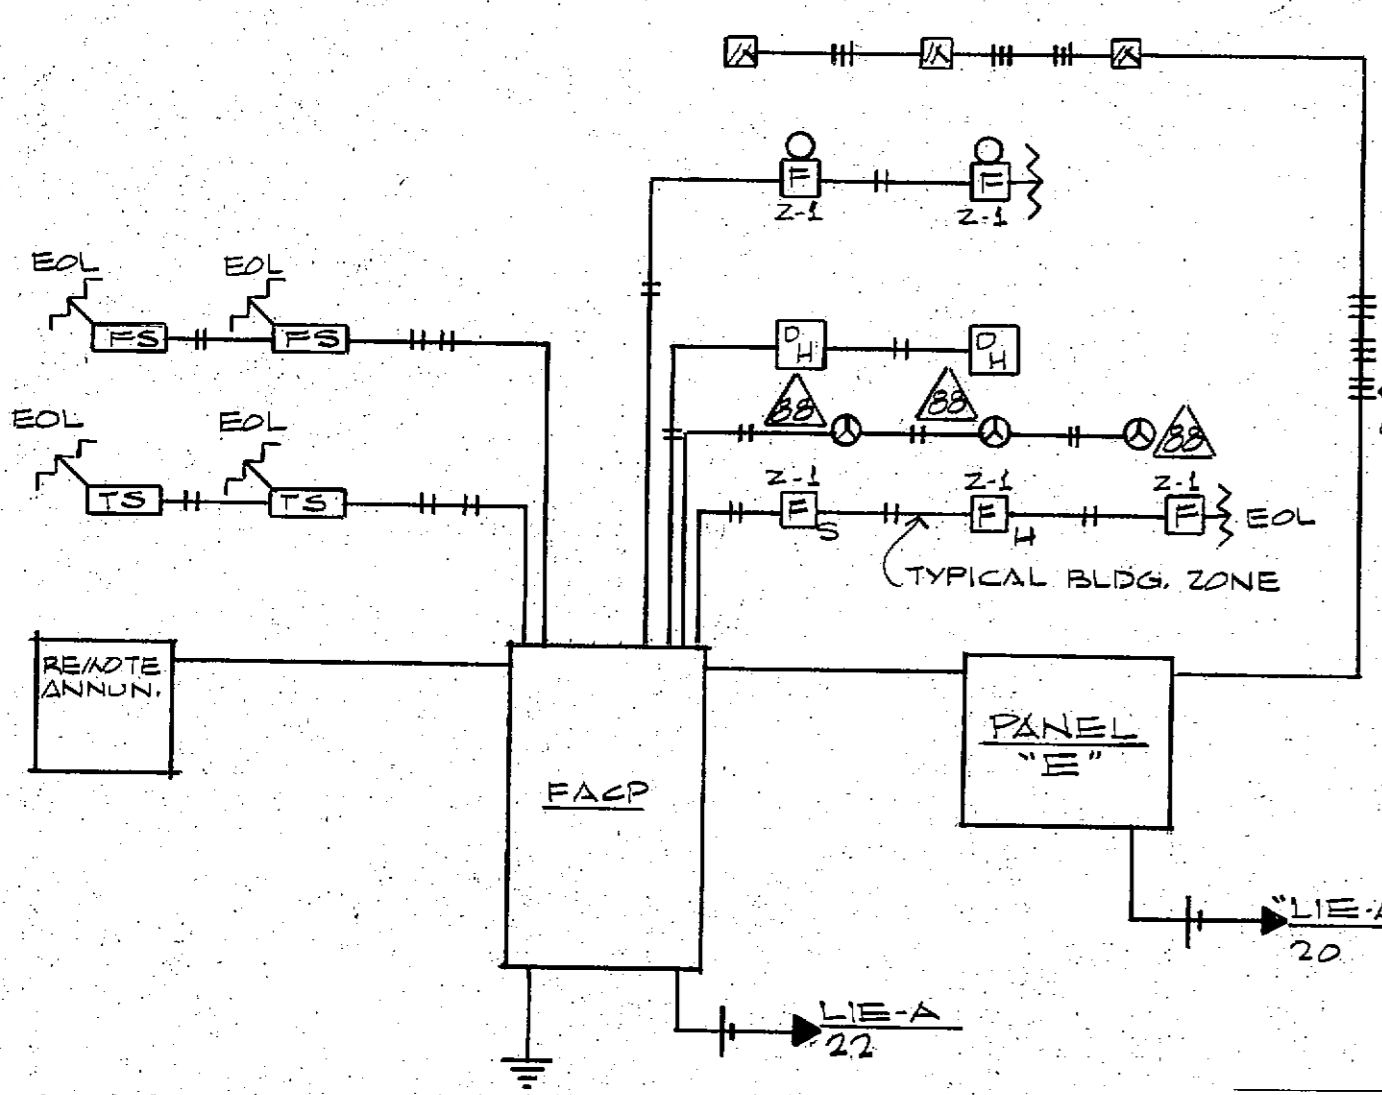 F
Z-1
F
Z-1
EOL
EOL
FS
FS
D
H
D
H
88
88
88
EOL
EOL
TS
TS
Z-1
F
S
Z-1
F
H
Z-1
F
EOL
TYPICAL BLDG. ZONE
REMOTE
ANNUN.
FACP
PANEL
"E"
"LIE-A
20
LIE-A
22